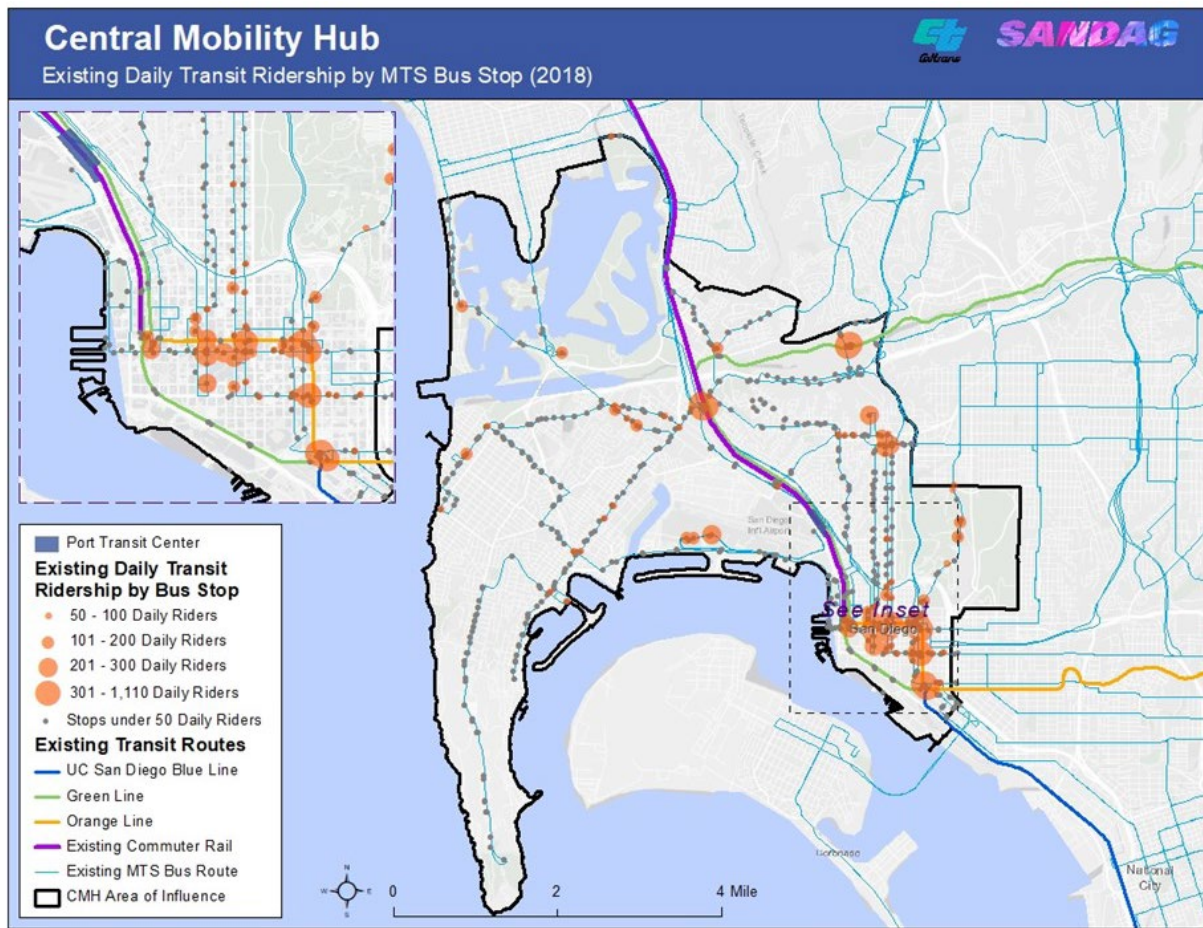 Central Mobility Hub
Existing Daily Transit Ridership by MTS Bus Stop (2018)
Caltrans
SANDAG
Tecolote Creek
San Diego
Int'l Airport
See Inset
San Diego
Coronado
National
City
Port Transit Center
Existing Daily Transit
Ridership by Bus Stop
50 - 100 Daily Riders
101 - 200 Daily Riders
201 - 300 Daily Riders
301 - 1,110 Daily Riders
Stops under 50 Daily Riders
Existing Transit Routes
UC San Diego Blue Line
Green Line
Orange Line
Existing Commuter Rail
Existing MTS Bus Route
CMH Area of Influence
N
W
E
S
0
2
4 Mile